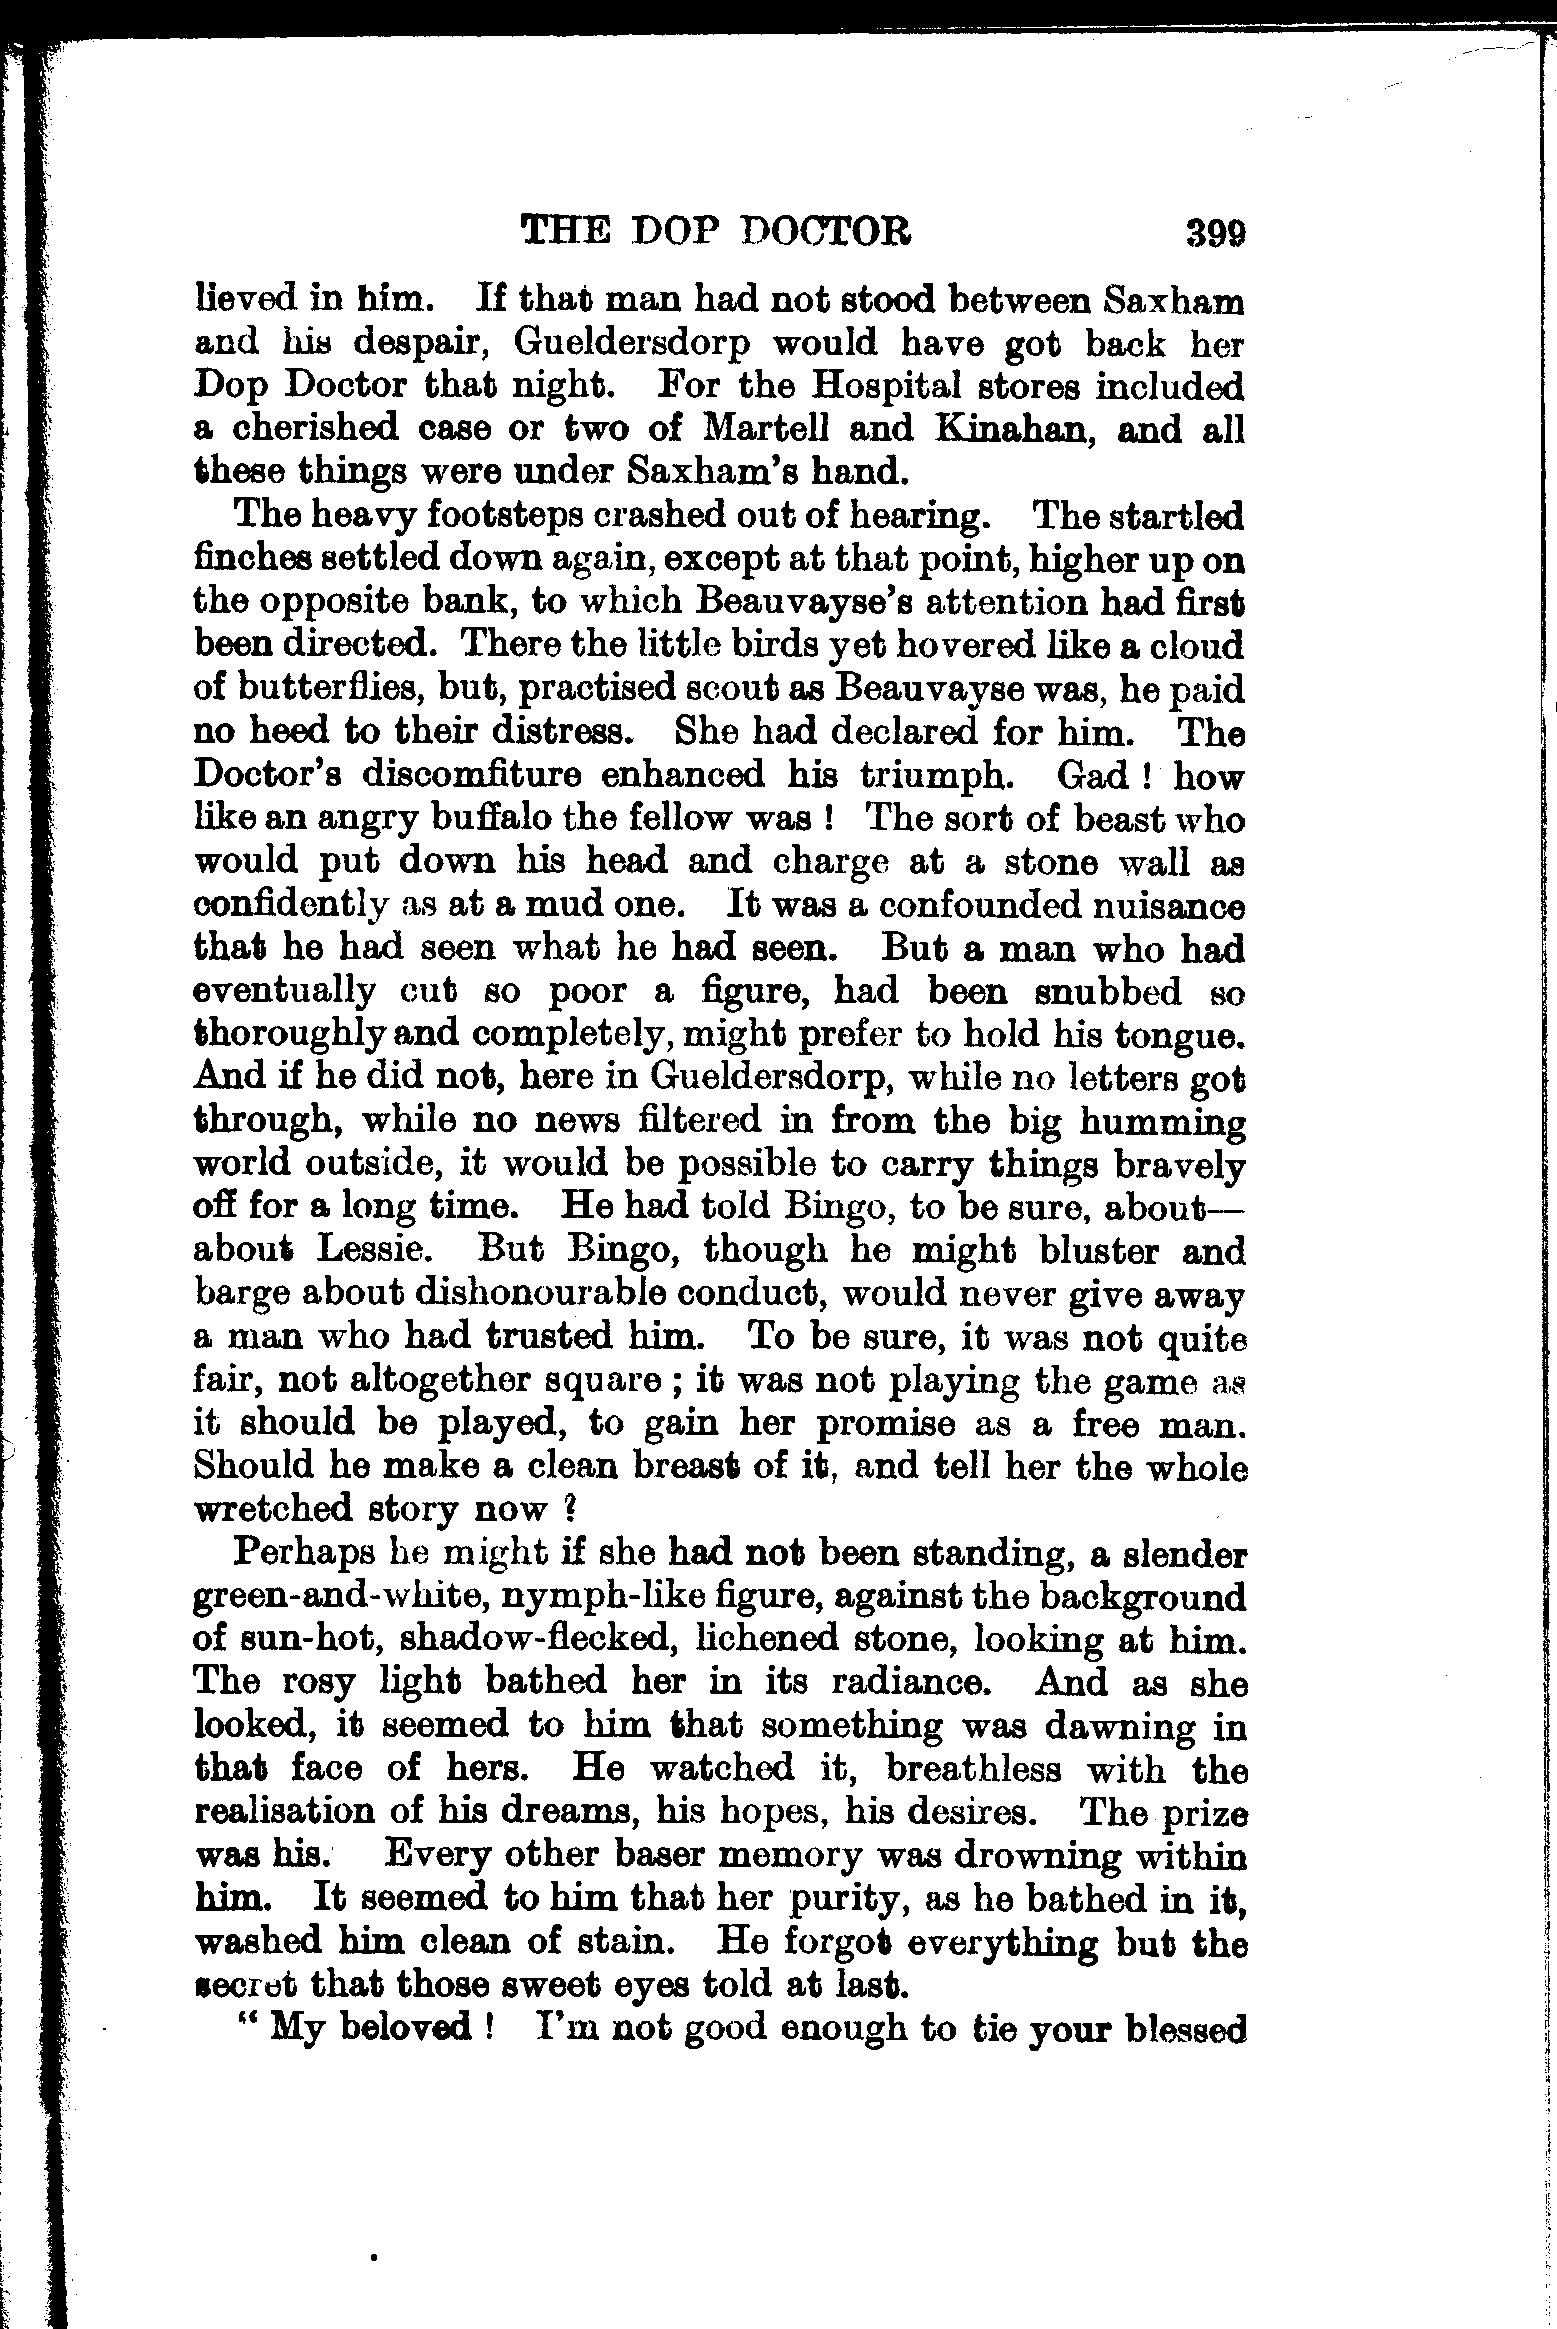 THE DOP DOCTOR 399
lieved in him. If that man had not stood between Saxham
and his despair, Gueldersdorp would have got back her
Dop Doctor that night. For the Hospital stores included
a cherished case or two of Martell and Kinahan, and all
these things were under Saxham's hand.
The heavy footsteps crashed out of hearing. The startled
finches settled down again, except at that point, higher up on
the opposite bank, to which Beauvayse's attention had first
been directed. There the little birds yet hovered like a cloud
of butterflies, but, practised scout as Beauvayse was, he paid
no heed to their distress. She had declared for him. The
Doctor's discomfiture enhanced his triumph. Gad ! how
like an angry buffalo the fellow was ! The sort of beast who
would put down his head and charge at a stone wall as
confidently as at a mud one. It was a confounded nuisance
that he had seen what he had seen. But a man who had
eventually cut so poor a figure, had been snubbed so
thoroughly and completely, might prefer to hold his tongue.
And if he did not, here in Gueldersdorp, while no letters got
through, while no news filtered in from the big humming
world outside, it would be possible to carry things bravely
off for a long time. He had told Bingo, to be sure, about—
about Lessie. But Bingo, though he might bluster and
barge about dishonourable conduct, would never give away
a man who had trusted him. To be sure, it was not quite
fair, not altogether square ; it was not playing the game as
it should be played, to gain her promise as a free man.
Should he make a clean breast of it, and tell her the whole
wretched story now ?
Perhaps he might if she had not been standing, a slender
green-and-white, nymph-like figure, against the background
of sun-hot, shadow-flecked, lichened stone, looking at him.
The rosy light bathed her in its radiance. And as she
looked, it seemed to him that something was dawning in
that face of hers. He watched it, breathless with the
realisation of his dreams, his hopes, his desires. The prize
was his. Every other baser memory was drowning within
him. It seemed to him that her purity, as he bathed in it,
washed him clean of stain. He forgot everything but the
secret that those sweet eyes told at last.
“ My beloved ! I'm not good enough to tie your blessed